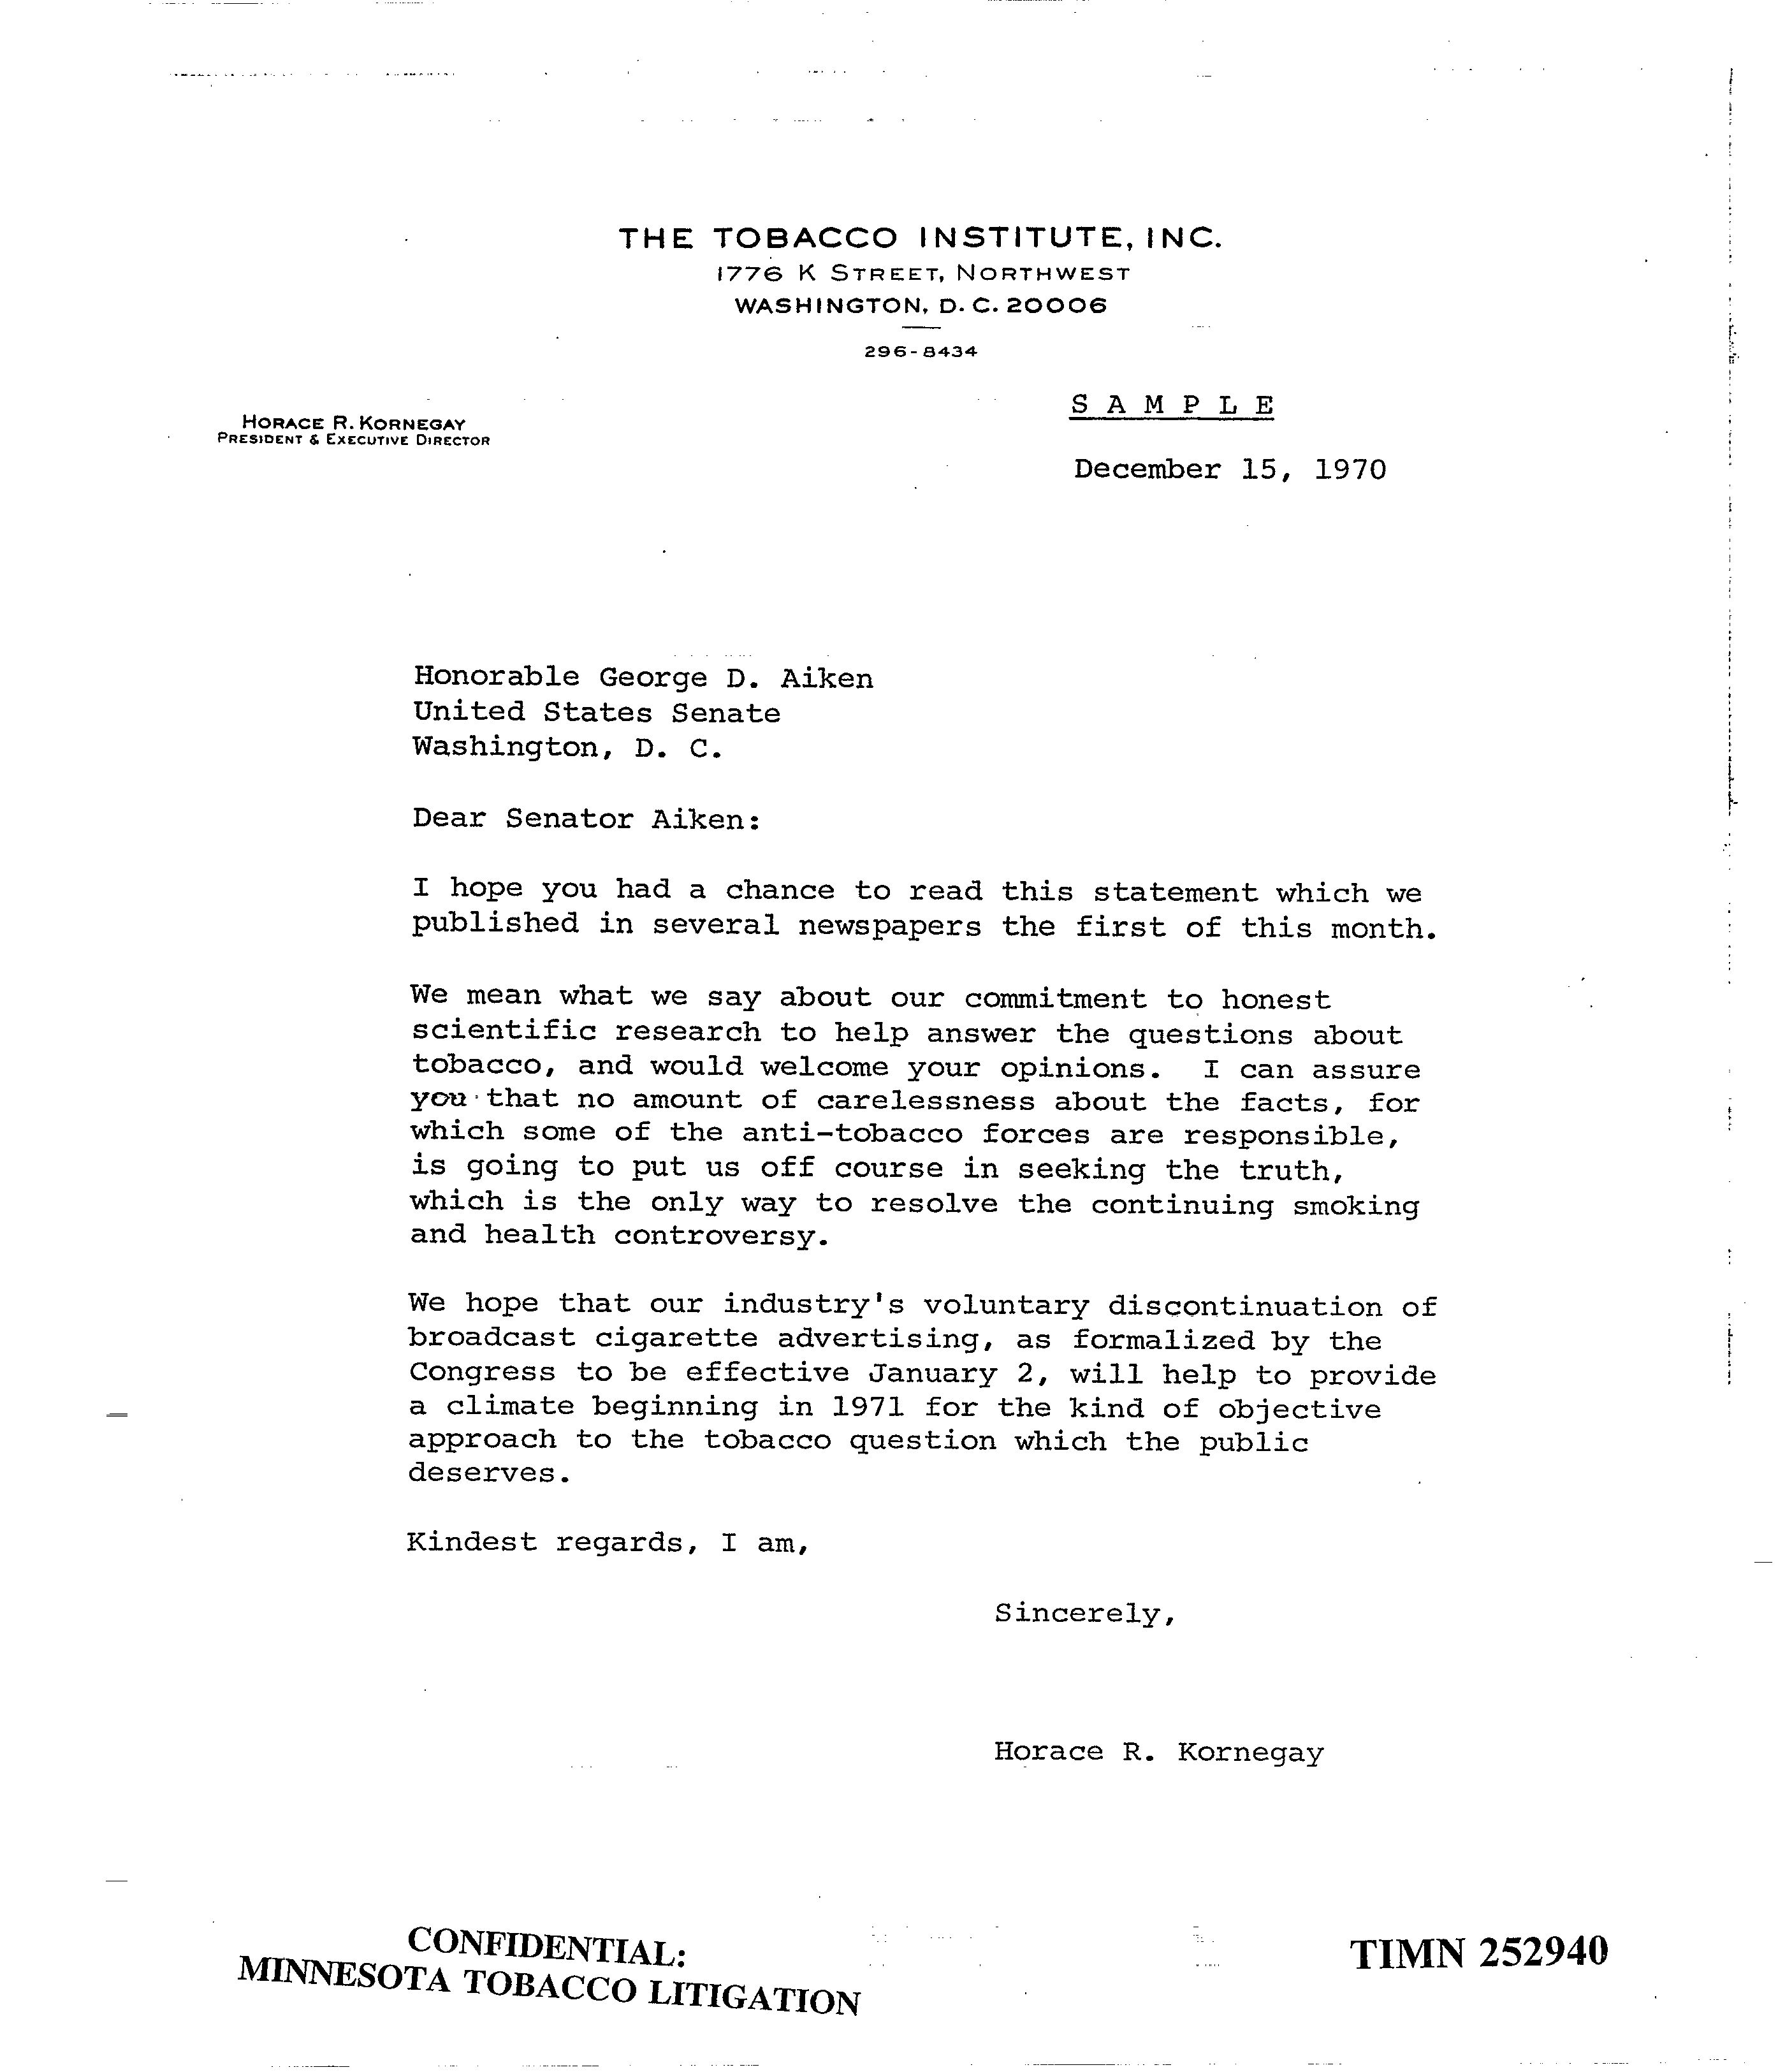 THE TOBACCO INSTITUTE, INC.
1776 K STREET, NORTHWEST
WASHINGTON, D. C. 20006
296-8434
S A M P L E
HORACE R. KORNEGAY
PRESIDENT & EXECUTIVE DIRECTOR
December 15, 1970
Honorable George D. Aiken
United States Senate
Washington, D. C.
Dear Senator Aiken:
I hope you had a chance to read this statement which we
published in several newspapers the first of this month.
We mean what we say about our commitment to honest
scientific research to help answer the questions about
tobacco, and would welcome your opinions. I can assure
you that no amount of carelessness about the facts, for
which some of the anti-tobacco forces are responsible,
is going to put us off course in seeking the truth,
which is the only way to resolve the continuing smoking
and health controversy.
We hope that our industry's voluntary discontinuation of
broadcast cigarette advertising, as formalized by the
Congress to be effective January 2, will help to provide
a climate beginning in 1971 for the kind of objective
approach to the tobacco question which the public
deserves.
Kindest regards, I am,
Sincerely,
Horace R. Kornegay
CONFIDENTIAL:
MINNESOTA TOBACCO LITIGATION
TIMN 252940